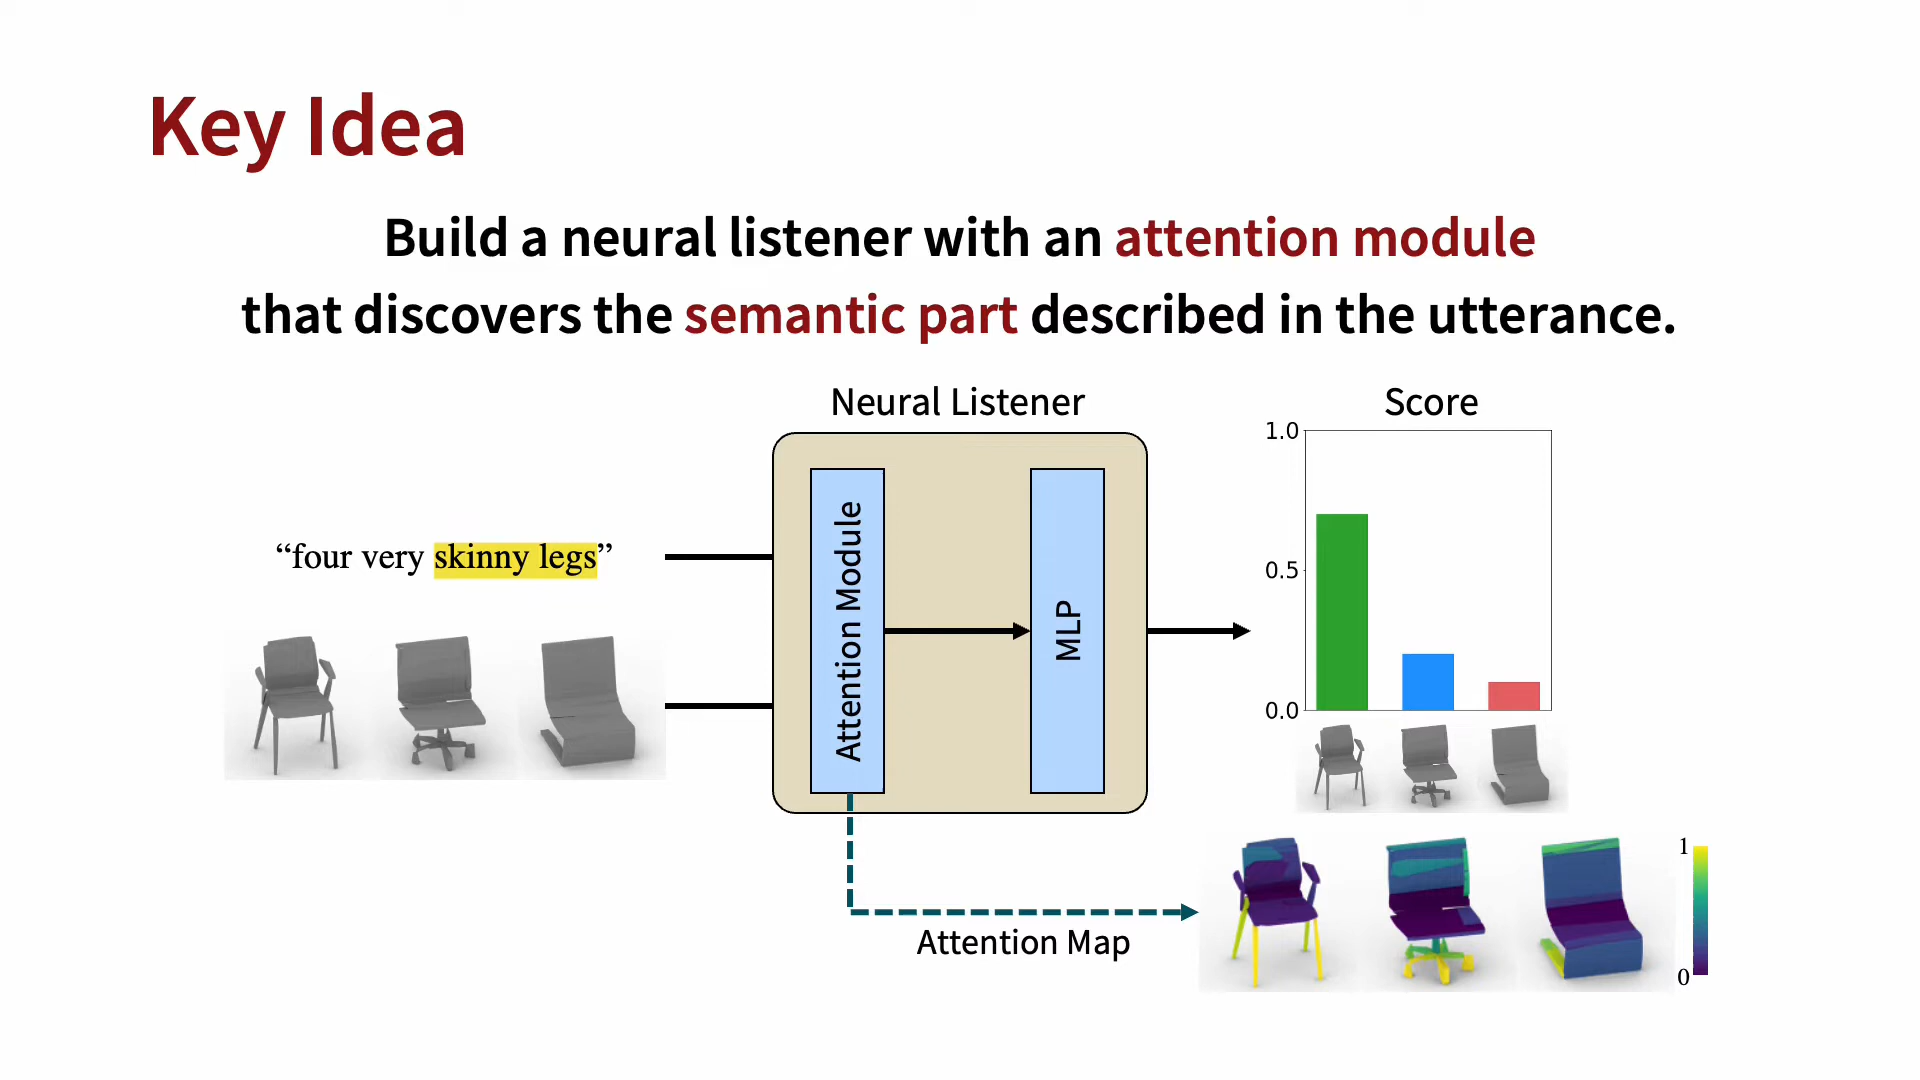 Key Idea
Build a neural listener with an attention module
that discovers the semantic part described in the utterance.
Neural Listener
Score
“four very skinny legs”
Attention Module
MLP
1.0
0.5
0.0
Attention Map
1
0